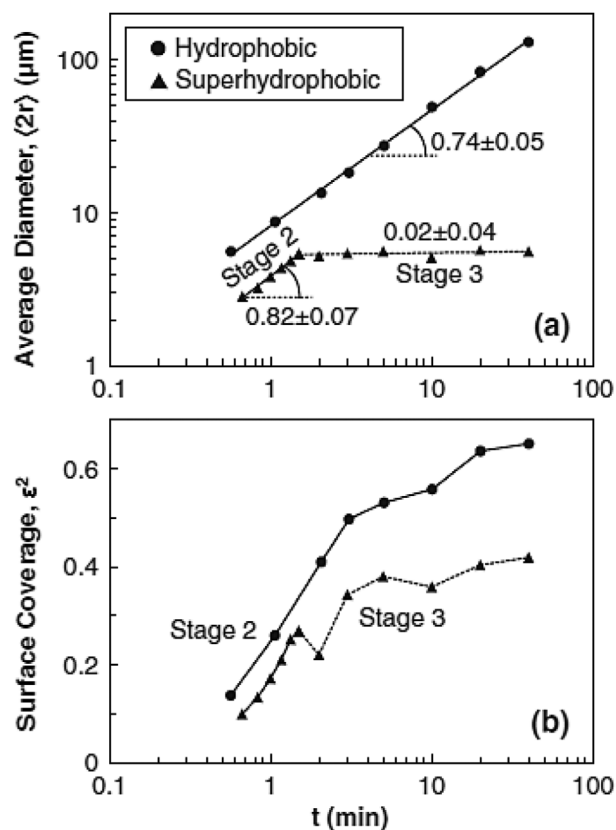 Hydrophobic
Superhydrophobic
Average Diameter, ⟨2r⟩ (μm)
100
10
1
0.74±0.05
Stage 2
0.02±0.04
Stage 3
0.82±0.07
(a)
0.1 1 10 100
Surface Coverage, ε²
0.6
0.4
0.2
0
Stage 2
Stage 3
(b)
0.1 1 10 100
t (min)